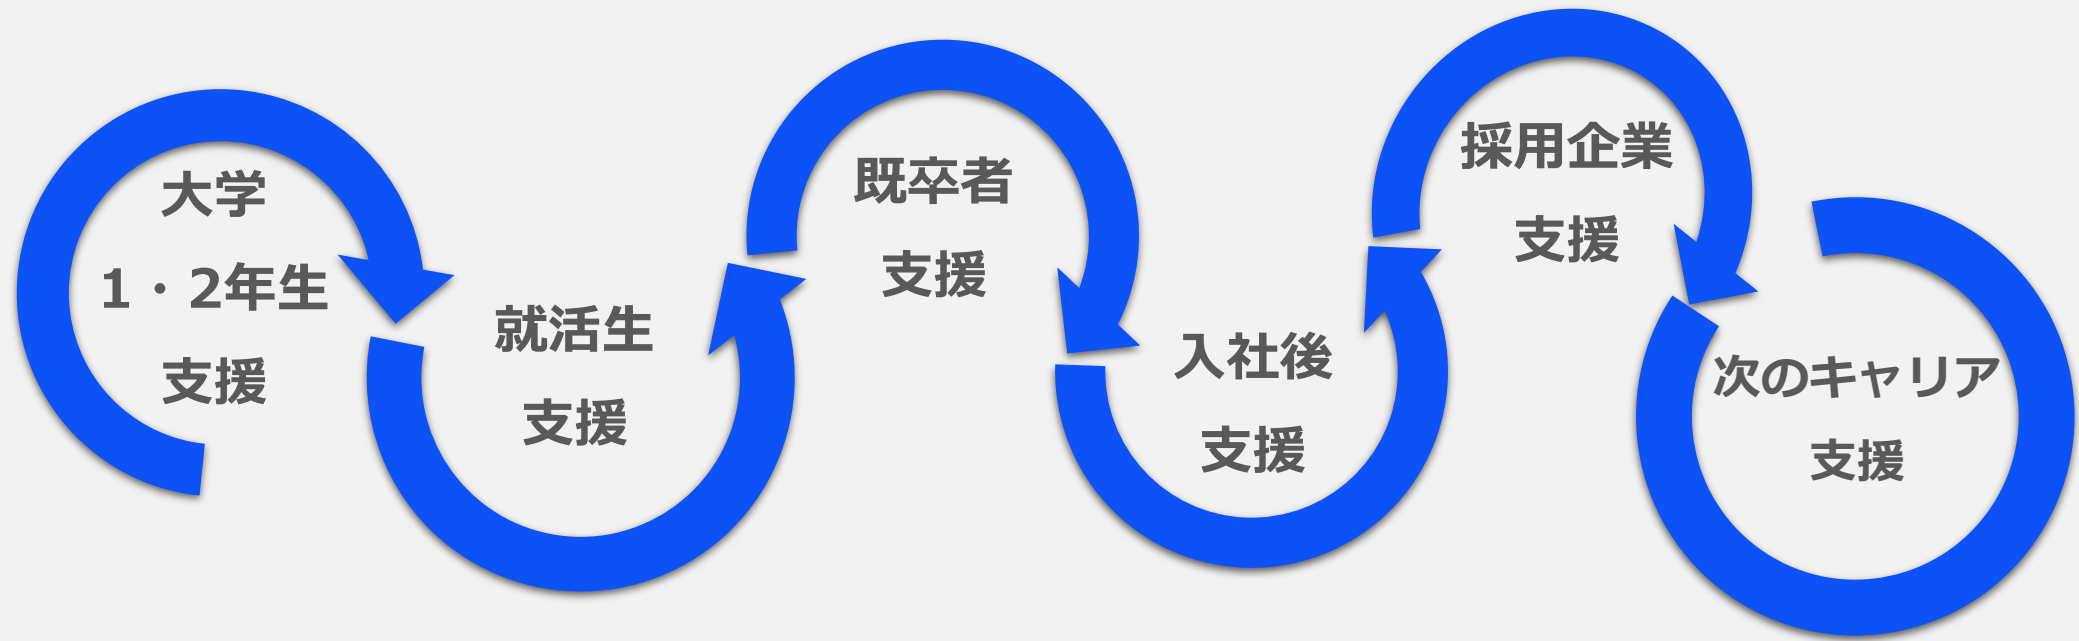 大学
1・2年生
支援
就活生
支援
既卒者
支援
入社後
支援
採用企業
支援
次のキャリア
支援